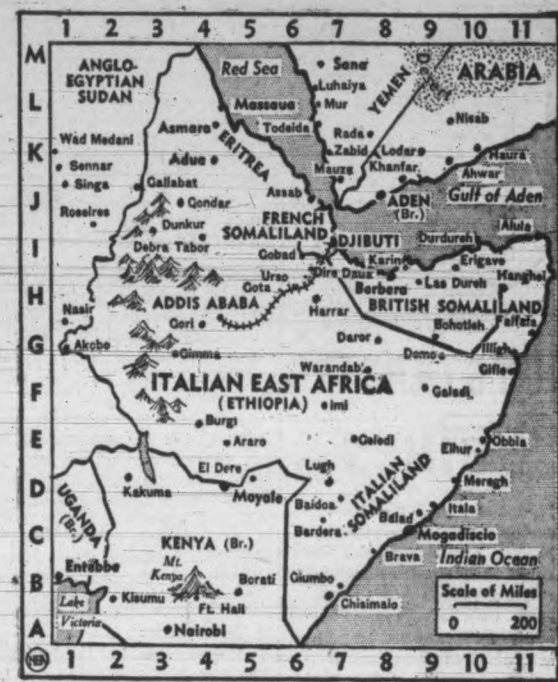 1 2 3 4 5 6 7 8 9 10 11
M
ANGLO-
EGYPTIAN
SUDAN
Red Sea
Sana
ARABIA
YEMEN
L
Luhaiya
Mur
Massaua
Todeida
Nisab
Asmara
ERITREA
Rada
K
Wad Medani
Zabid
Lodar
Haura
Sennar
Adua
Mauza
Khanfar
Ahwar
Singa
Gallabat
Assab
ADEN
(Br.)
Gulf of Aden
J
Gondar
Roseires
FRENCH
SOMALILAND
Dunkur
DJIBUTI
Durdureh
Alula
I
Debra Tabor
Gobad
Karin
Erigave
Urso
Dire Daua
Berbera
Las Dureh
Hanghei
Gota
H
ADDIS ABABA
BRITISH SOMALILAND
Nasir
Harrar
Gori
Bohotleh
Daror
Illigh
G
Akobo
Gimma
Domo
Warandab
Gifle
ITALIAN EAST AFRICA
(ETHIOPIA)
F
Imi
Galadi
Burgi
E
Araro
Geledi
Obbia
Elhur
El Dere
Lugh
ITALIAN
SOMALILAND
D
Kakuma
Moyale
Meregh
UGANDA
(Br.)
Baidoa
Itala
Bardera
Balad
C
Mogadiscio
KENYA (Br.)
Brava
Indian Ocean
Entebbe
Mt.
Kenya
B
Borati
Giumbo
Scale of Miles
0 200
Kisumu
Ft. Hall
Chisimaio
Lake
Victoria
A
Nairobi
NEA
1 2 3 4 5 6 7 8 9 10 11